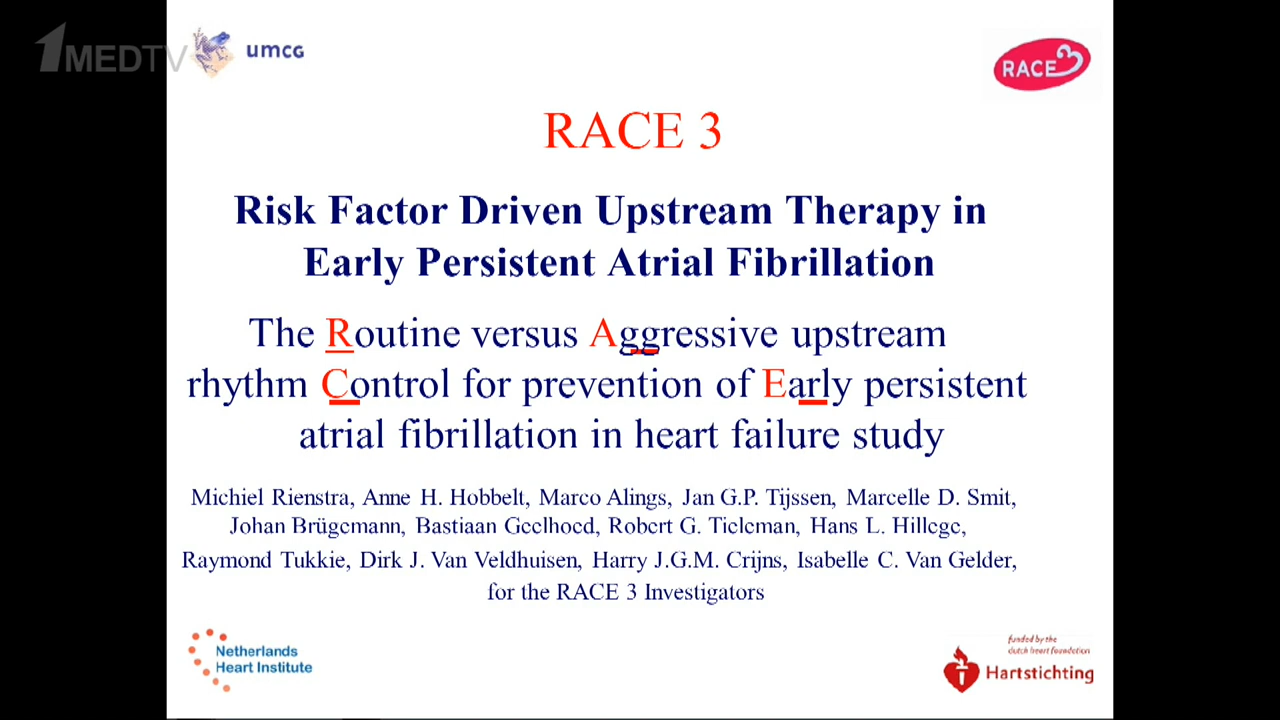 1MEDTV
umcg
RACE 3
RACE 3
Risk Factor Driven Upstream Therapy in
Early Persistent Atrial Fibrillation
The Routine versus Aggressive upstream
rhythm Control for prevention of Early persistent
atrial fibrillation in heart failure study
Michiel Rienstra, Anne H. Hobbelt, Marco Alings, Jan G.P. Tijssen, Marcelle D. Smit,
Johan Brügemann, Bastiaan Geelhoed, Robert G. Tieleman, Hans L. Hillege,
Raymond Tukkie, Dirk J. Van Veldhuisen, Harry J.G.M. Crijns, Isabelle C. Van Gelder,
for the RACE 3 Investigators
Netherlands
Heart Institute
funded by the
dutch heart foundation
Hartstichting